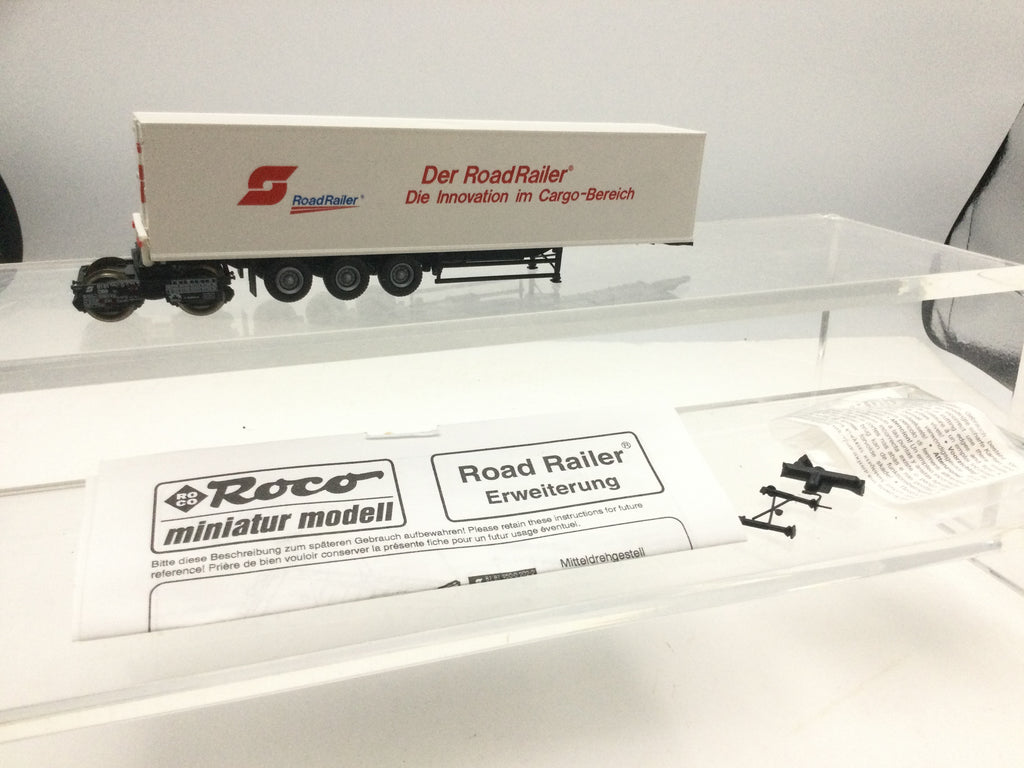 RoadRailer®
Der RoadRailer®
Die Innovation im Cargo-Bereich
RO
CO
Roco
miniatur modell
Road Railer®
Erweiterung
Bitte diese Beschreibung zum späteren Gebrauch aufbewahren! Please retain these instructions for future
reference! Prière de bien vouloir conserver la présente fiche pour un futur usage éventuel.
Mitteldrehgestell